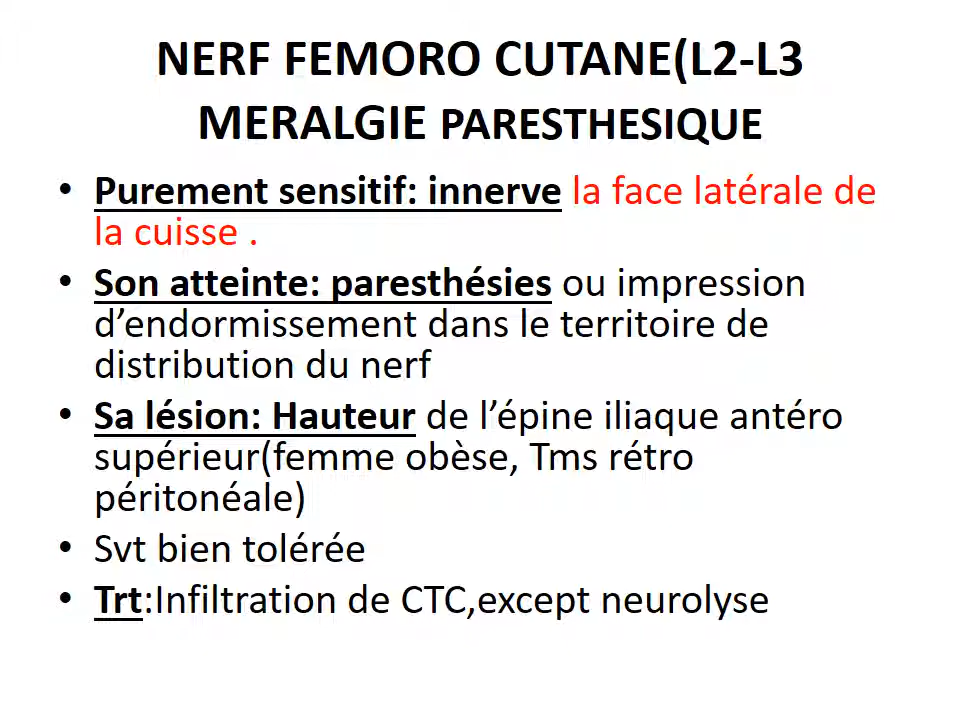 NERF FEMORO CUTANE(L2-L3
MERALGIE PARESTHESIQUE
• Purement sensitif: innerve la face latérale de
la cuisse .
• Son atteinte: paresthésies ou impression
d’endormissement dans le territoire de
distribution du nerf
• Sa lésion: Hauteur de l’épine iliaque antéro
supérieur(femme obèse, Tms rétro
péritonéale)
• Svt bien tolérée
• Trt:Infiltration de CTC,except neurolyse